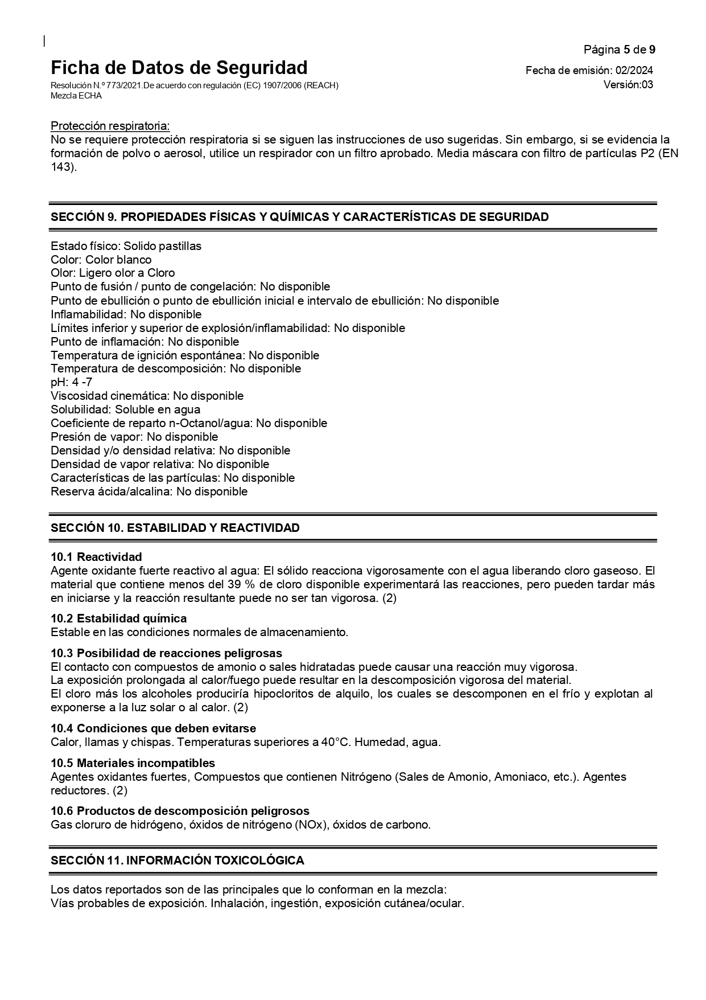 |
Página 5 de 9
Ficha de Datos de Seguridad
Fecha de emisión: 02/2024
Resolución N.º 773/2021.De acuerdo con regulación (EC) 1907/2006 (REACH)
Versión:03
Mezcla ECHA
Protección respiratoria:
No se requiere protección respiratoria si se siguen las instrucciones de uso sugeridas. Sin embargo, si se evidencia la
formación de polvo o aerosol, utilice un respirador con un filtro aprobado. Media máscara con filtro de partículas P2 (EN
143).
SECCIÓN 9. PROPIEDADES FÍSICAS Y QUÍMICAS Y CARACTERÍSTICAS DE SEGURIDAD
Estado físico: Solido pastillas
Color: Color blanco
Olor: Ligero olor a Cloro
Punto de fusión / punto de congelación: No disponible
Punto de ebullición o punto de ebullición inicial e intervalo de ebullición: No disponible
Inflamabilidad: No disponible
Límites inferior y superior de explosión/inflamabilidad: No disponible
Punto de inflamación: No disponible
Temperatura de ignición espontánea: No disponible
Temperatura de descomposición: No disponible
pH: 4 -7
Viscosidad cinemática: No disponible
Solubilidad: Soluble en agua
Coeficiente de reparto n-Octanol/agua: No disponible
Presión de vapor: No disponible
Densidad y/o densidad relativa: No disponible
Densidad de vapor relativa: No disponible
Características de las partículas: No disponible
Reserva ácida/alcalina: No disponible
SECCIÓN 10. ESTABILIDAD Y REACTIVIDAD
10.1 Reactividad
Agente oxidante fuerte reactivo al agua: El sólido reacciona vigorosamente con el agua liberando cloro gaseoso. El
material que contiene menos del 39 % de cloro disponible experimentará las reacciones, pero pueden tardar más
en iniciarse y la reacción resultante puede no ser tan vigorosa. (2)
10.2 Estabilidad química
Estable en las condiciones normales de almacenamiento.
10.3 Posibilidad de reacciones peligrosas
El contacto con compuestos de amonio o sales hidratadas puede causar una reacción muy vigorosa.
La exposición prolongada al calor/fuego puede resultar en la descomposición vigorosa del material.
El cloro más los alcoholes produciría hipocloritos de alquilo, los cuales se descomponen en el frío y explotan al
exponerse a la luz solar o al calor. (2)
10.4 Condiciones que deben evitarse
Calor, llamas y chispas. Temperaturas superiores a 40°C. Humedad, agua.
10.5 Materiales incompatibles
Agentes oxidantes fuertes, Compuestos que contienen Nitrógeno (Sales de Amonio, Amoniaco, etc.). Agentes
reductores. (2)
10.6 Productos de descomposición peligrosos
Gas cloruro de hidrógeno, óxidos de nitrógeno (NOx), óxidos de carbono.
SECCIÓN 11. INFORMACIÓN TOXICOLÓGICA
Los datos reportados son de las principales que lo conforman en la mezcla:
Vías probables de exposición. Inhalación, ingestión, exposición cutánea/ocular.